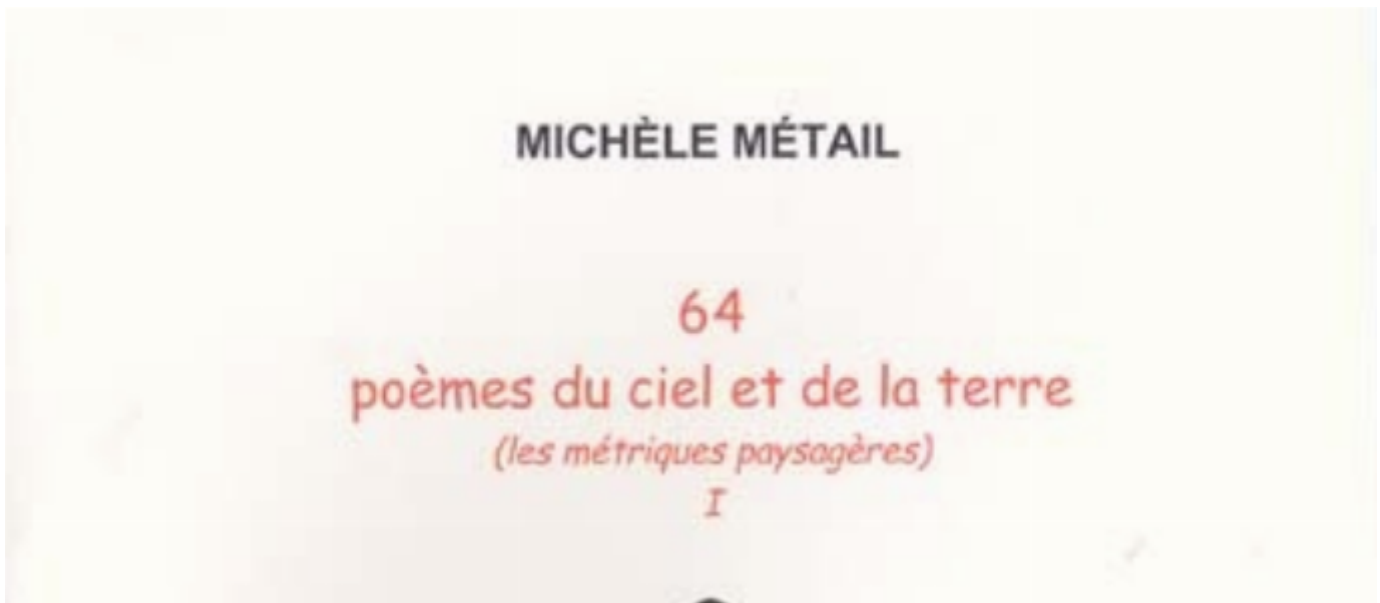 MICHÈLE MÉTAIL
64
poèmes du ciel et de la terre
(les métriques paysagères)
I